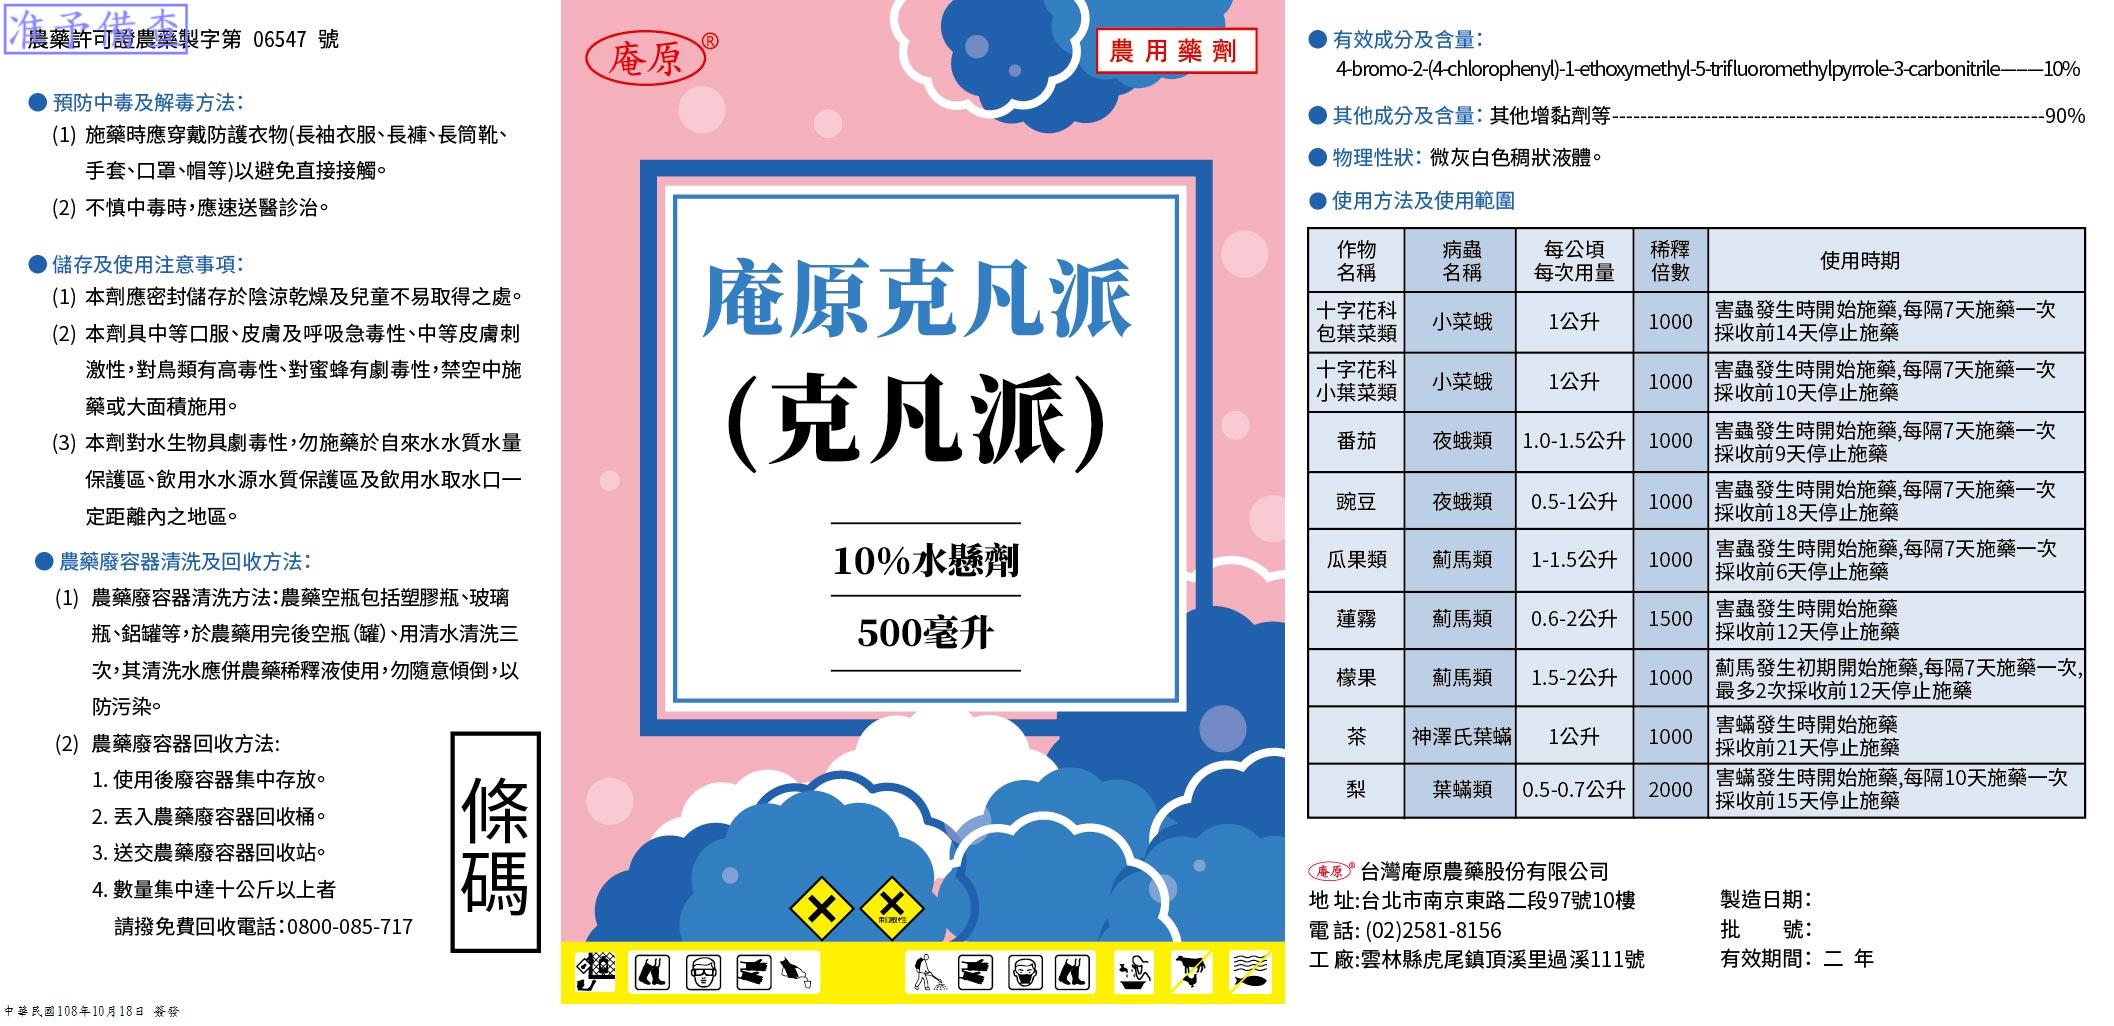 准予備查
農藥許可證農藥製字第 06547 號
● 預防中毒及解毒方法：
(1) 施藥時應穿戴防護衣物(長袖衣服、長褲、長筒靴、
手套、口罩、帽等)以避免直接接觸。
(2) 不慎中毒時，應速送醫診治。
● 儲存及使用注意事項：
(1) 本劑應密封儲存於陰涼乾燥及兒童不易取得之處。
(2) 本劑具中等口服、皮膚及呼吸急毒性、中等皮膚刺
激性，對鳥類有高毒性、對蜜蜂有劇毒性，禁空中施
藥或大面積施用。
(3) 本劑對水生物具劇毒性，勿施藥於自來水水質水量
保護區、飲用水水源水質保護區及飲用水取水口一
定距離內之地區。
● 農藥廢容器清洗及回收方法：
(1) 農藥廢容器清洗方法：農藥空瓶包括塑膠瓶、玻璃
瓶、鋁罐等，於農藥用完後空瓶（罐）、用清水清洗三
次，其清洗水應併農藥稀釋液使用，勿隨意傾倒，以
防污染。
(2) 農藥廢容器回收方法:
1. 使用後廢容器集中存放。
2. 丟入農藥廢容器回收桶。
3. 送交農藥廢容器回收站。
4. 數量集中達十公斤以上者
請撥免費回收電話：0800-085-717
條碼
中華民國108年10月18日 簽發
庵原®
農用藥劑
庵原克凡派
(克凡派)
10%水懸劑
500毫升
刺激性
● 有效成分及含量：
4-bromo-2-(4-chlorophenyl)-1-ethoxymethyl-5-trifluoromethylpyrrole-3-carbonitrile-------10%
● 其他成分及含量： 其他增黏劑等-------------------------------------------------------------90%
● 物理性狀： 微灰白色稠狀液體。
● 使用方法及使用範圍
作物名稱 病蟲名稱 每公頃每次用量 稀釋倍數 使用時期
十字花科包葉菜類 小菜蛾 1公升 1000 害蟲發生時開始施藥,每隔7天施藥一次 採收前14天停止施藥
十字花科小葉菜類 小菜蛾 1公升 1000 害蟲發生時開始施藥,每隔7天施藥一次 採收前10天停止施藥
番茄 夜蛾類 1.0-1.5公升 1000 害蟲發生時開始施藥,每隔7天施藥一次 採收前9天停止施藥
豌豆 夜蛾類 0.5-1公升 1000 害蟲發生時開始施藥,每隔7天施藥一次 採收前18天停止施藥
瓜果類 薊馬類 1-1.5公升 1000 害蟲發生時開始施藥,每隔7天施藥一次 採收前6天停止施藥
蓮霧 薊馬類 0.6-2公升 1500 害蟲發生時開始施藥 採收前12天停止施藥
檬果 薊馬類 1.5-2公升 1000 薊馬發生初期開始施藥,每隔7天施藥一次, 最多2次採收前12天停止施藥
茶 神澤氏葉蟎 1公升 1000 害蟎發生時開始施藥 採收前21天停止施藥
梨 葉蟎類 0.5-0.7公升 2000 害蟎發生時開始施藥,每隔10天施藥一次 採收前15天停止施藥
庵原® 台灣庵原農藥股份有限公司
地 址:台北市南京東路二段97號10樓
電 話: (02)2581-8156
工 廠:雲林縣虎尾鎮頂溪里過溪111號
製造日期：
批 號：
有效期間： 二 年